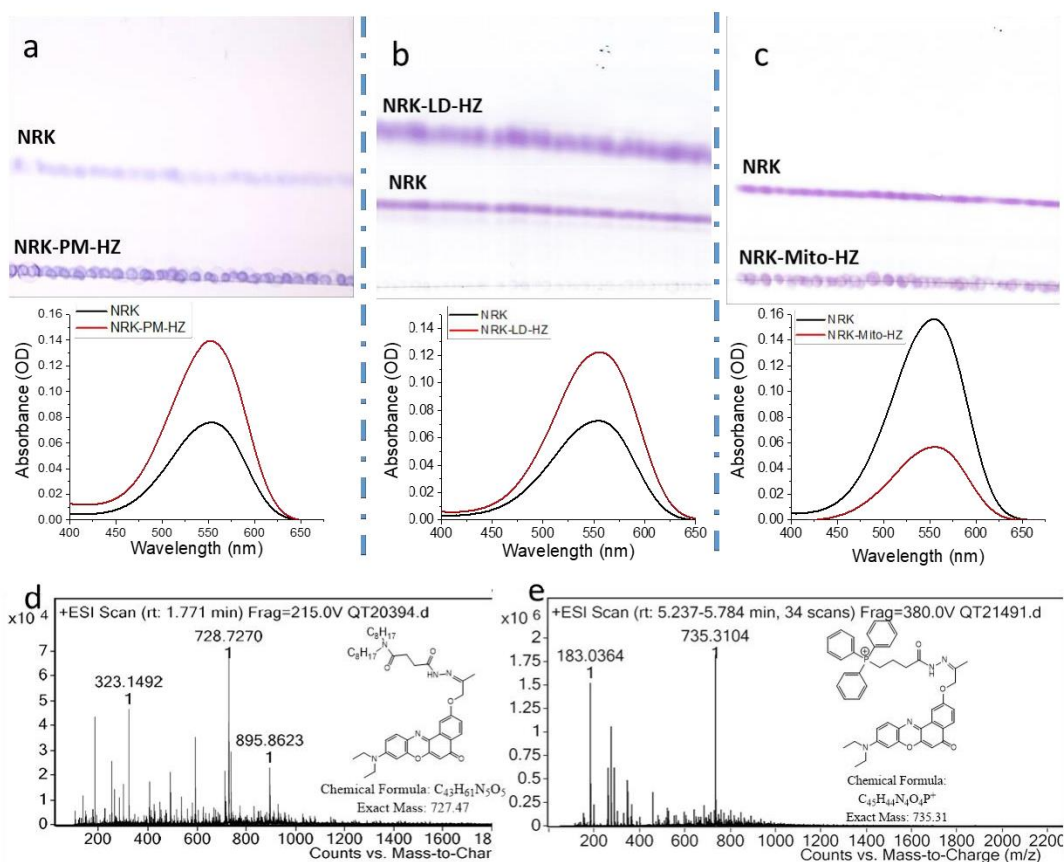 a
NRK
NRK-PM-HZ
b
NRK-LD-HZ
NRK
c
NRK
NRK-Mito-HZ
NRK
NRK-PM-HZ
0.16
0.14
0.12
0.10
0.08
0.06
0.04
0.02
0.00
400 450 500 550 600 650
Absorbance (OD)
Wavelength (nm)
NRK
NRK-LD-HZ
0.14
0.12
0.10
0.08
0.06
0.04
0.02
0.00
400 450 500 550 600 650
Absorbance (OD)
Wavelength (nm)
NRK
NRK-Mito-HZ
0.16
0.14
0.12
0.10
0.08
0.06
0.04
0.02
0.00
400 450 500 550 600 650
Absorbance (OD)
Wavelength (nm)
d
+ESI Scan (rt: 1.771 min) Frag=215.0V QT20394.d
x10 4
7
6
5
4
3
2
1
0
728.7270
1
323.1492
1
895.8623
1
C8H17
C8H17 N
O
O
HN-N
O
N
N
O
O
Chemical Formula: C43H61N5O5
Exact Mass: 727.47
200 400 600 800 1000 1200 1400 1600 18
Counts vs. Mass-to-Char
e
+ESI Scan (rt: 5.237-5.784 min, 34 scans) Frag=380.0V QT21491.d
x10 6
2
1.75
1.5
1.25
1
0.75
0.5
0.25
0
735.3104
1
183.0364
1
P+
O
N
NH
O
N
N
O
O
Chemical Formula:
C45H44N4O4P+
Exact Mass: 735.31
200 400 600 800 1000 1200 1400 1600 1800 2000 2200
Counts vs. Mass-to-Charge (m/z)